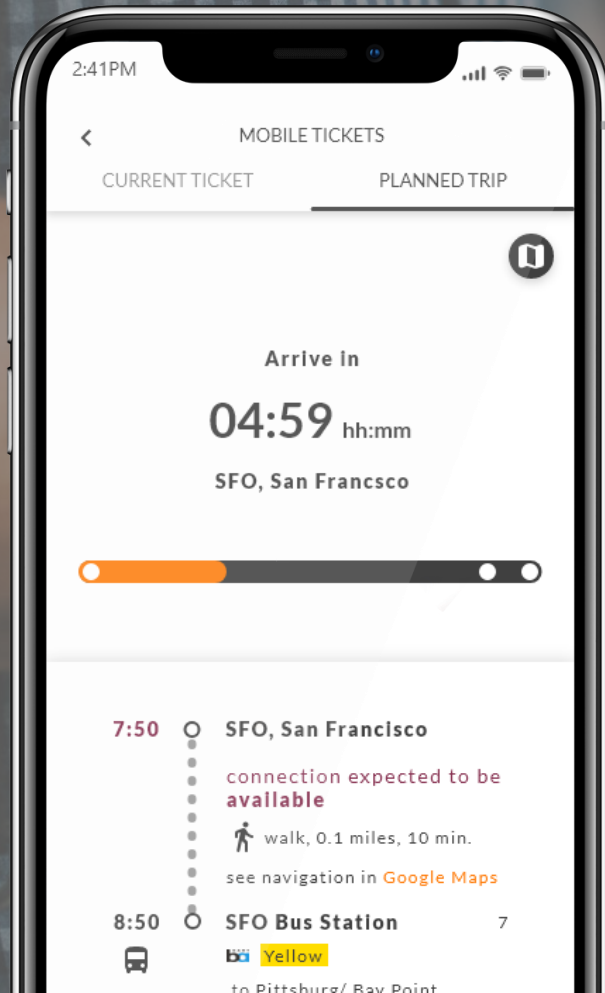 2:41PM
MOBILE TICKETS
CURRENT TICKET PLANNED TRIP
Arrive in
04:59 hh:mm
SFO, San Francsco
7:50 SFO, San Francisco
connection expected to be
available
walk, 0.1 miles, 10 min.
see navigation in Google Maps
8:50 SFO Bus Station 7
ba Yellow
to Pittsburg/ Bay Point